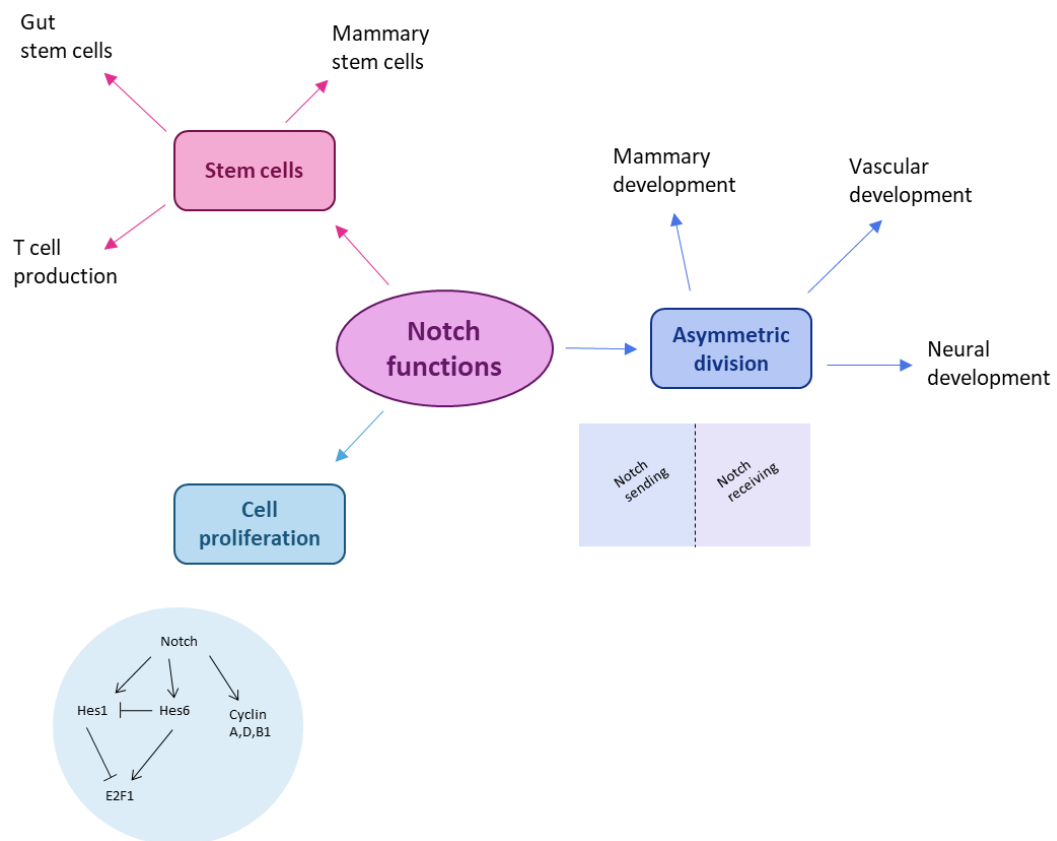 Gut
stem cells
Mammary
stem cells
Stem cells
T cell
production
Mammary
development
Vascular
development
Notch
functions
Asymmetric
division
Neural
development
Notch
sending
Notch
receiving
Cell
proliferation
Notch
Hes1
Hes6
Cyclin
A,D,B1
E2F1